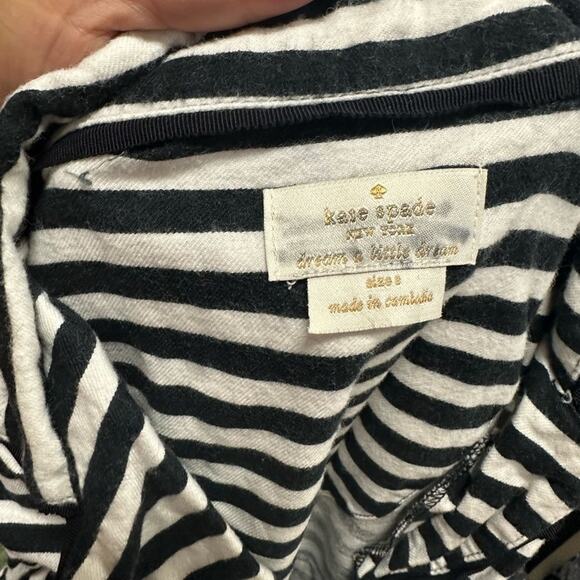 kate spade
NEW YORK
dream a little dream
size s
made in cambodia